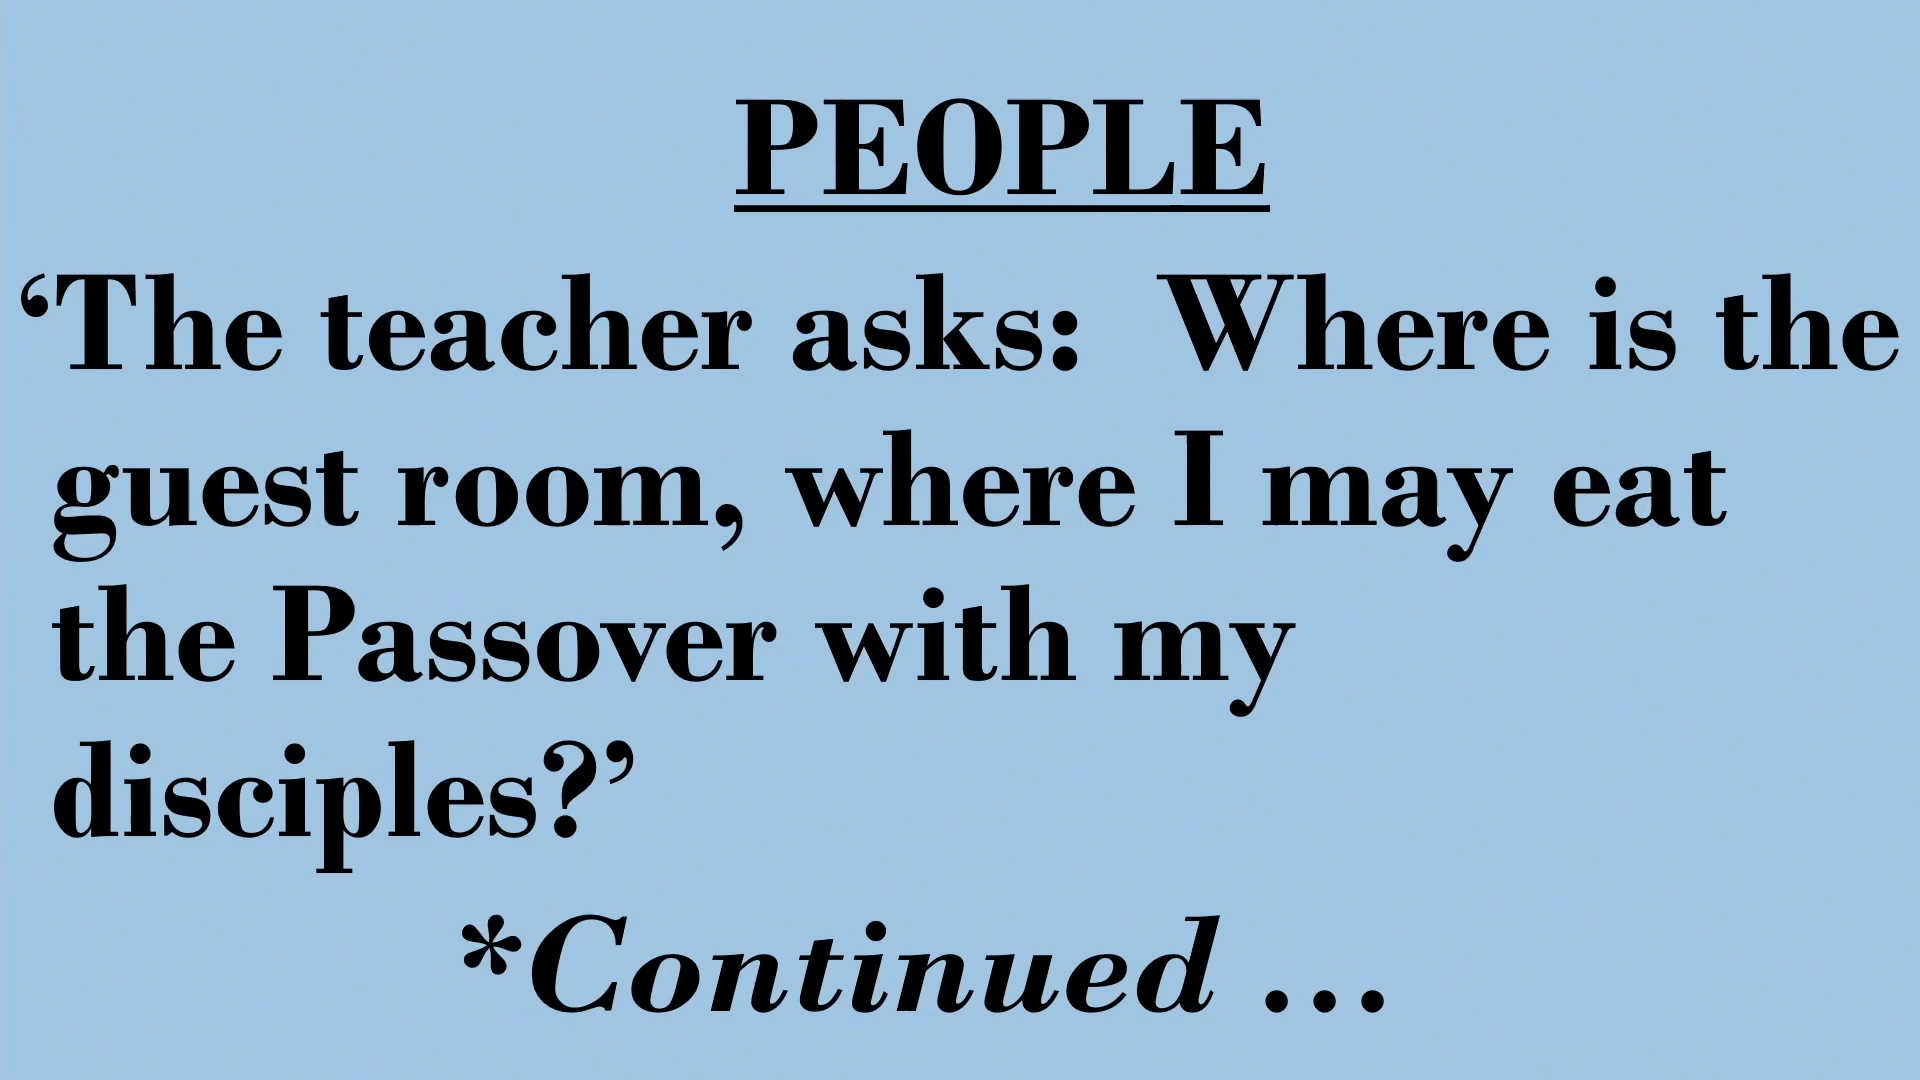 PEOPLE
‘The teacher asks:  Where is the
guest room, where I may eat
the Passover with my
disciples?’
*Continued …